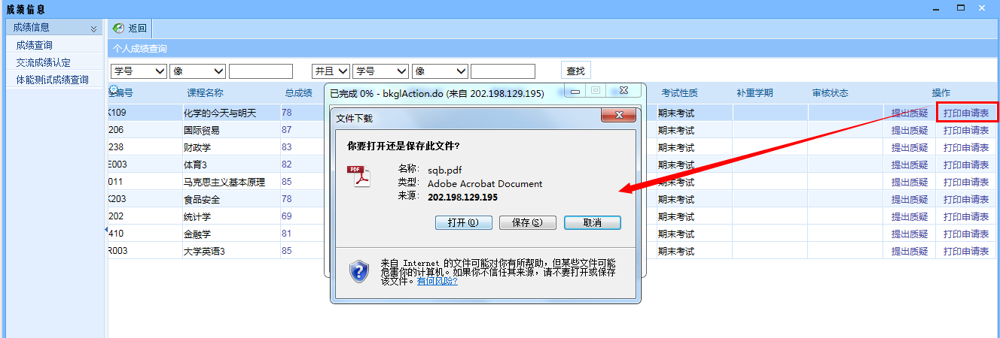 成绩信息
成绩信息
返回
成绩查询
个人成绩查询
交流成绩认定
体能测试成绩查询
学号 像 并且 学号 像 查找
编号 课程名称 总成绩 考试性质 补重学期 审核状态 操作
K109 化学的今天与明天 78 期末考试 提出质疑 打印申请表
206 国际贸易 87 期末考试 提出质疑 打印申请表
238 财政学 83 期末考试 提出质疑 打印申请表
E003 体育3 82 期末考试 提出质疑 打印申请表
011 马克思主义基本原理 85 期末考试 提出质疑 打印申请表
K203 食品安全 78 期末考试 提出质疑 打印申请表
202 统计学 69 期末考试 提出质疑 打印申请表
410 金融学 81 期末考试 提出质疑 打印申请表
R003 大学英语3 85 期末考试 提出质疑 打印申请表
已完成 0% - bkglAction.do (来自 202.198.129.195)
文件下载
你要打开还是保存此文件?
PDF
名称: sqb.pdf
类型: Adobe Acrobat Document
来源: 202.198.129.195
打开(O) 保存(S) 取消
来自 Internet 的文件可能对你有所帮助，但某些文件可能
危害你的计算机。如果你不信任其来源，请不要打开或保存
该文件。有何风险?